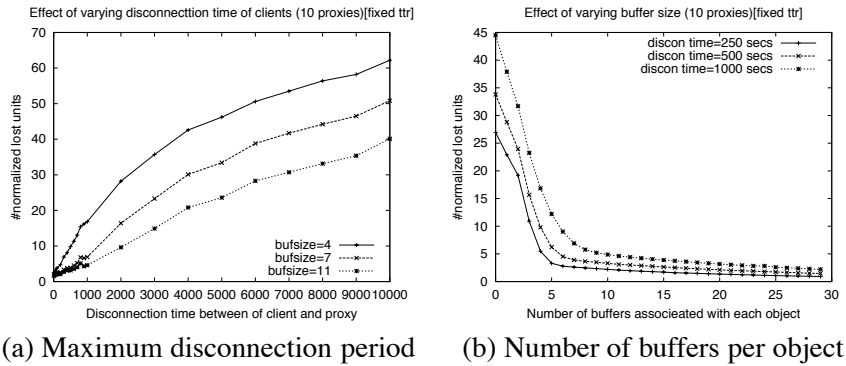 Effect of varying disconnecttion time of clients (10 proxies)[fixed ttr]
70
60
50
40
30
20
10
0
#normalized lost units
bufsize=4
bufsize=7
bufsize=11
0 1000 2000 3000 4000 5000 6000 7000 8000 9000 10000
Disconnection time between of client and proxy
(a) Maximum disconnection period
Effect of varying buffer size (10 proxies)[fixed ttr]
45
40
35
30
25
20
15
10
5
0
#normalized lost units
discon time=250 secs
discon time=500 secs
discon time=1000 secs
0 5 10 15 20 25 30
Number of buffers associeated with each object
(b) Number of buffers per object